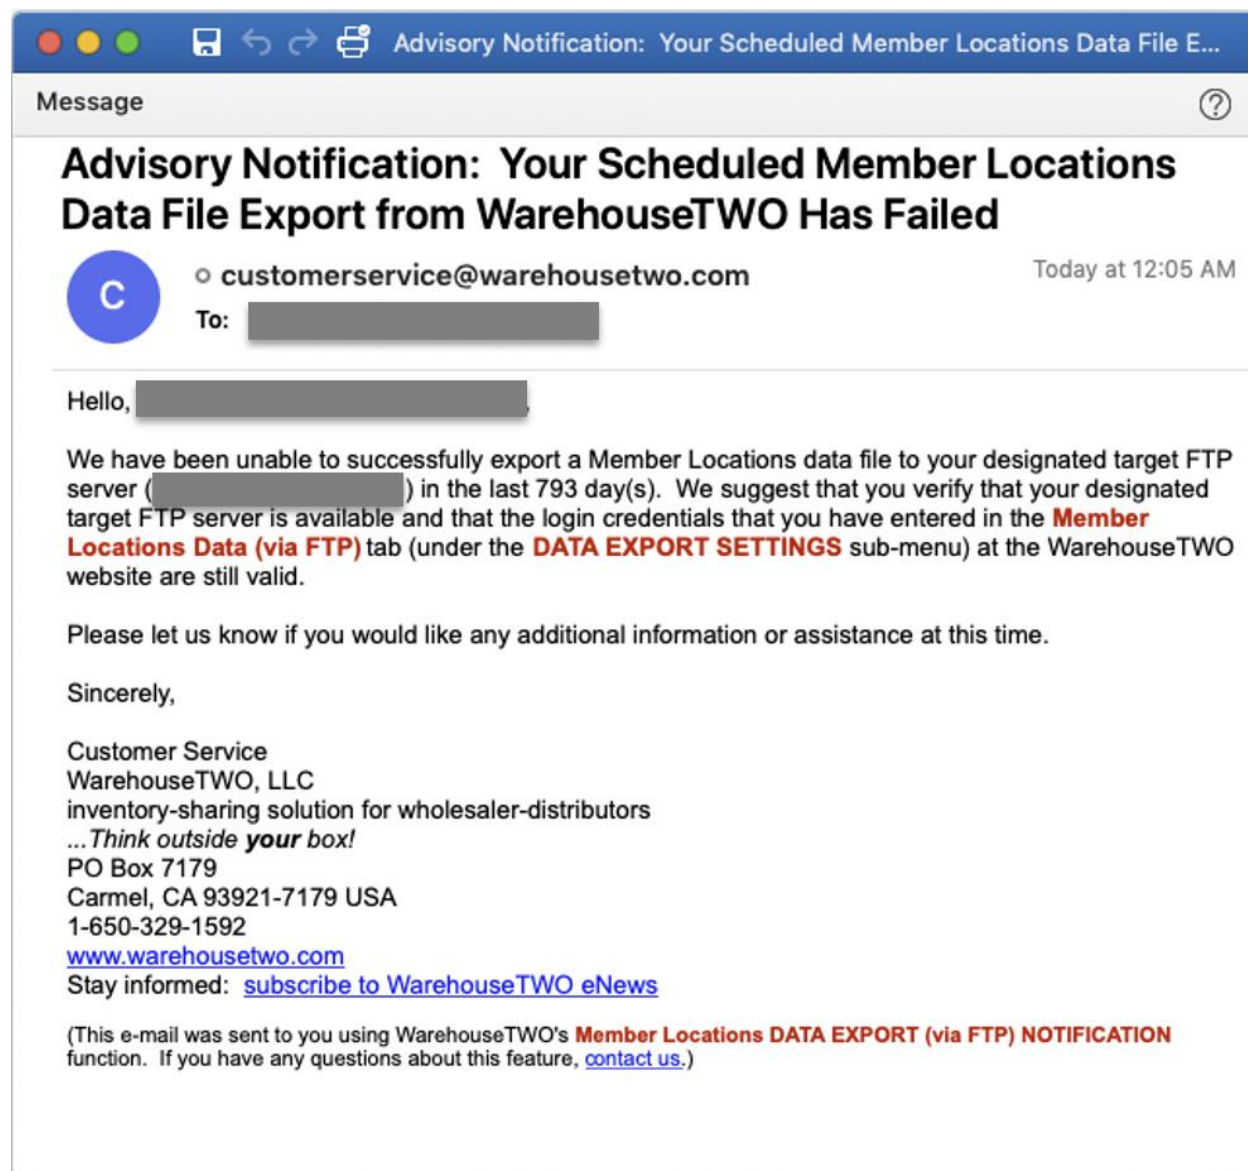 Advisory Notification:  Your Scheduled Member Locations Data File E...
Message
Advisory Notification:  Your Scheduled Member Locations
Data File Export from WarehouseTWO Has Failed
C
customerservice@warehousetwo.com
Today at 12:05 AM
To:
Hello,
We have been unable to successfully export a Member Locations data file to your designated target FTP
server ( ) in the last 793 day(s).  We suggest that you verify that your designated
target FTP server is available and that the login credentials that you have entered in the Member
Locations Data (via FTP) tab (under the DATA EXPORT SETTINGS sub-menu) at the WarehouseTWO
website are still valid.
Please let us know if you would like any additional information or assistance at this time.
Sincerely,
Customer Service
WarehouseTWO, LLC
inventory-sharing solution for wholesaler-distributors
...Think outside your box!
PO Box 7179
Carmel, CA 93921-7179 USA
1-650-329-1592
www.warehousetwo.com
Stay informed:  subscribe to WarehouseTWO eNews
(This e-mail was sent to you using WarehouseTWO's Member Locations DATA EXPORT (via FTP) NOTIFICATION
function.  If you have any questions about this feature, contact us.)